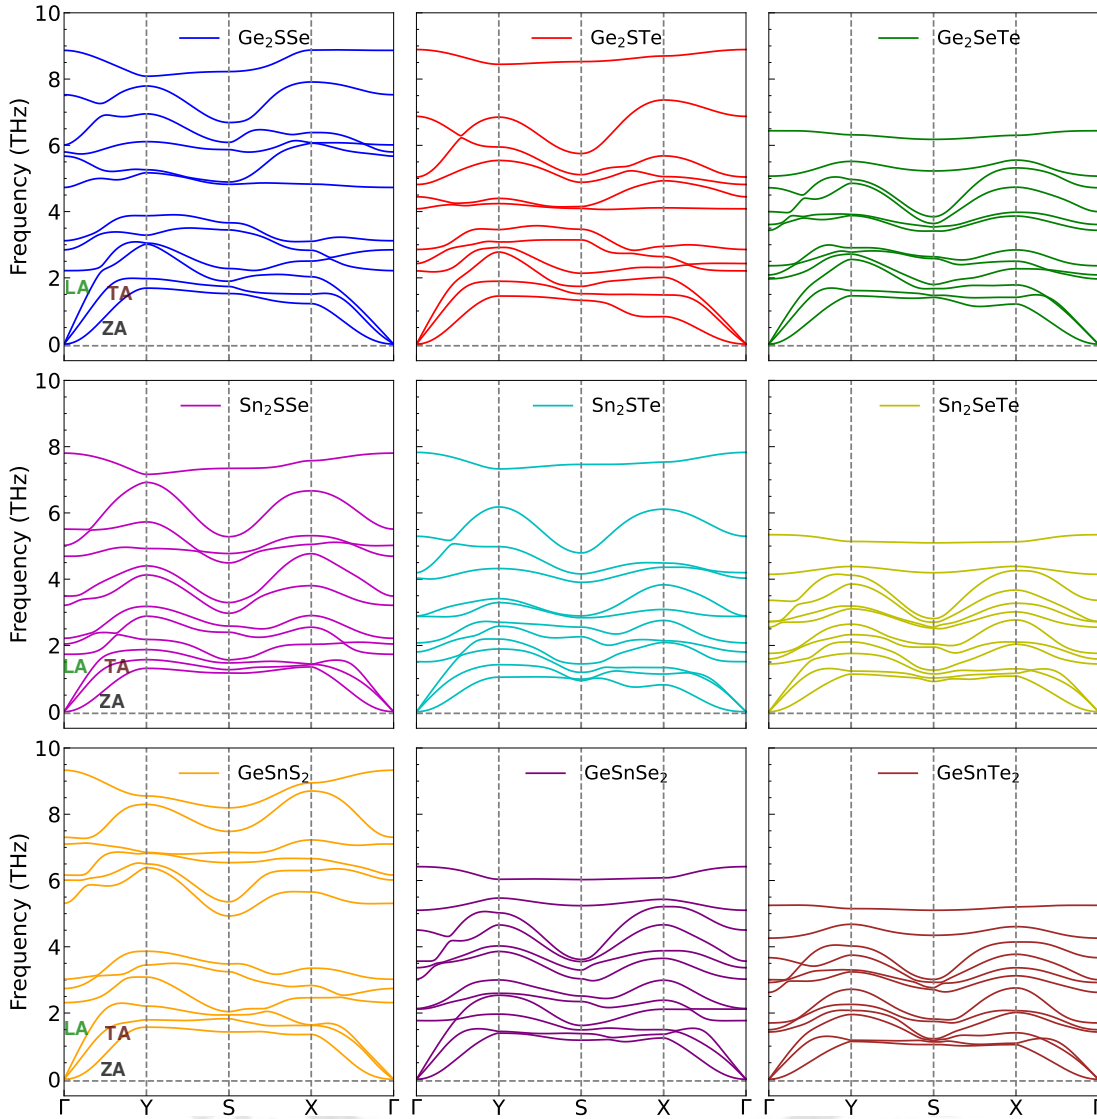 Ge₂SSe
Ge₂STe
Ge₂SeTe
10
8
6
4
2
0
Frequency (THz)
LA
TA
ZA
Sn₂SSe
Sn₂STe
Sn₂SeTe
10
8
6
4
2
0
Frequency (THz)
LA
TA
ZA
GeSnS₂
GeSnSe₂
GeSnTe₂
10
8
6
4
2
0
Frequency (THz)
LA
TA
ZA
Γ Y S X Γ
Γ Y S X Γ
Γ Y S X Γ